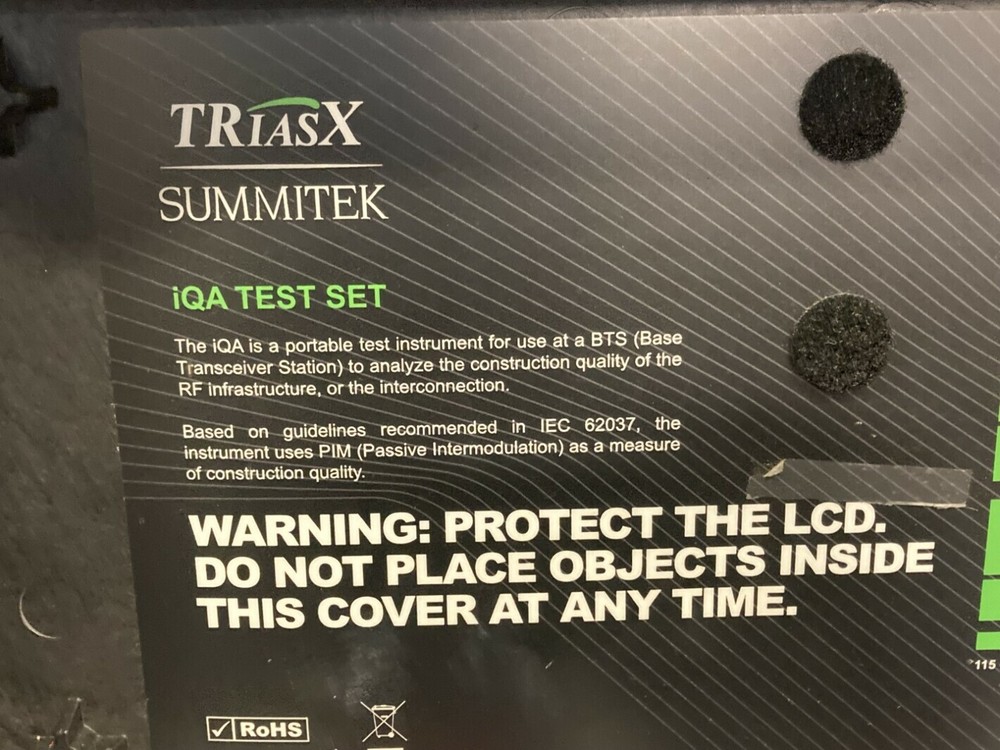 TRIASX
SUMMITEK
iQA TEST SET
The iQA is a portable test instrument for use at a BTS (Base
Transceiver Station) to analyze the construction quality of the
RF infrastructure, or the interconnection.
Based on guidelines recommended in IEC 62037, the
instrument uses PIM (Passive Intermodulation) as a measure
of construction quality.
WARNING: PROTECT THE LCD.
DO NOT PLACE OBJECTS INSIDE
THIS COVER AT ANY TIME.
RoHS
115